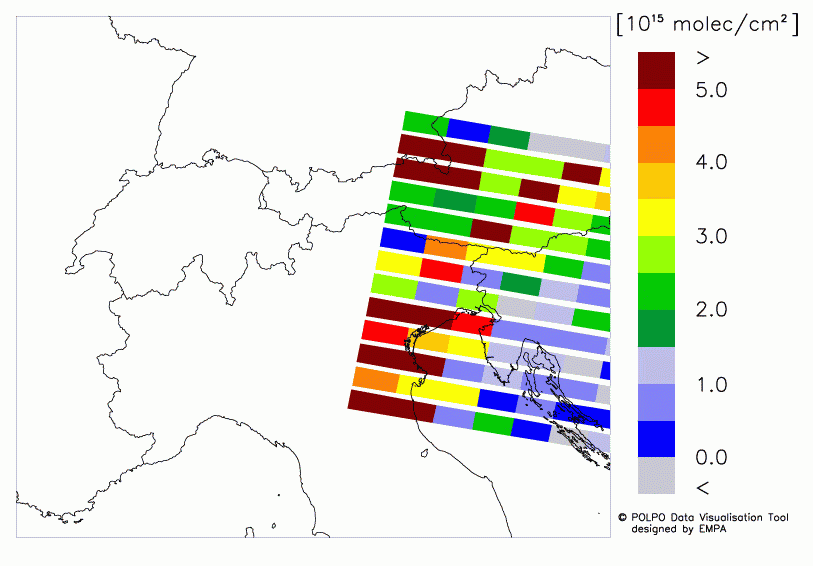 [10¹⁵ molec/cm²]
>
5.0
4.0
3.0
2.0
1.0
0.0
<
© POLPO Data Visualisation Tool
designed by EMPA